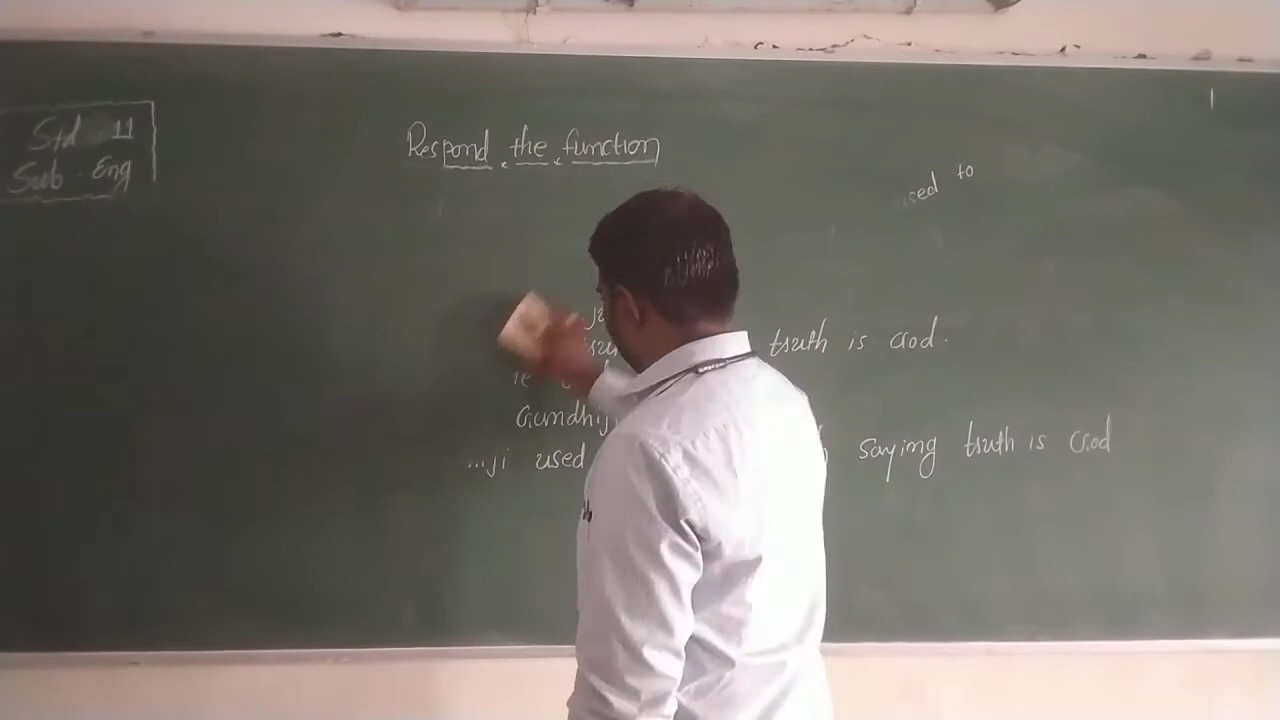 Std 11
Sub. Eng
Respond the function
used to
truth is God.
Gandhiji
...ji used saying truth is God